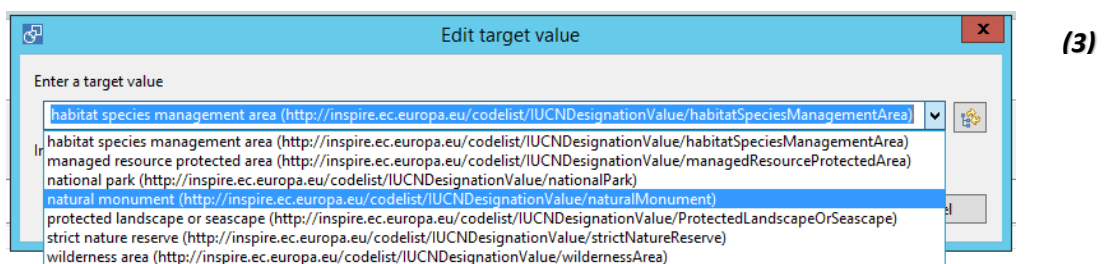 Edit target value
x
(3)
Enter a target value
habitat species management area (http://inspire.ec.europa.eu/codelist/IUCNDesignationValue/habitatSpeciesManagementArea)
habitat species management area (http://inspire.ec.europa.eu/codelist/IUCNDesignationValue/habitatSpeciesManagementArea)
managed resource protected area (http://inspire.ec.europa.eu/codelist/IUCNDesignationValue/managedResourceProtectedArea)
national park (http://inspire.ec.europa.eu/codelist/IUCNDesignationValue/nationalPark)
natural monument (http://inspire.ec.europa.eu/codelist/IUCNDesignationValue/naturalMonument)
protected landscape or seascape (http://inspire.ec.europa.eu/codelist/IUCNDesignationValue/ProtectedLandscapeOrSeascape)
strict nature reserve (http://inspire.ec.europa.eu/codelist/IUCNDesignationValue/strictNatureReserve)
wilderness area (http://inspire.ec.europa.eu/codelist/IUCNDesignationValue/wildernessArea)